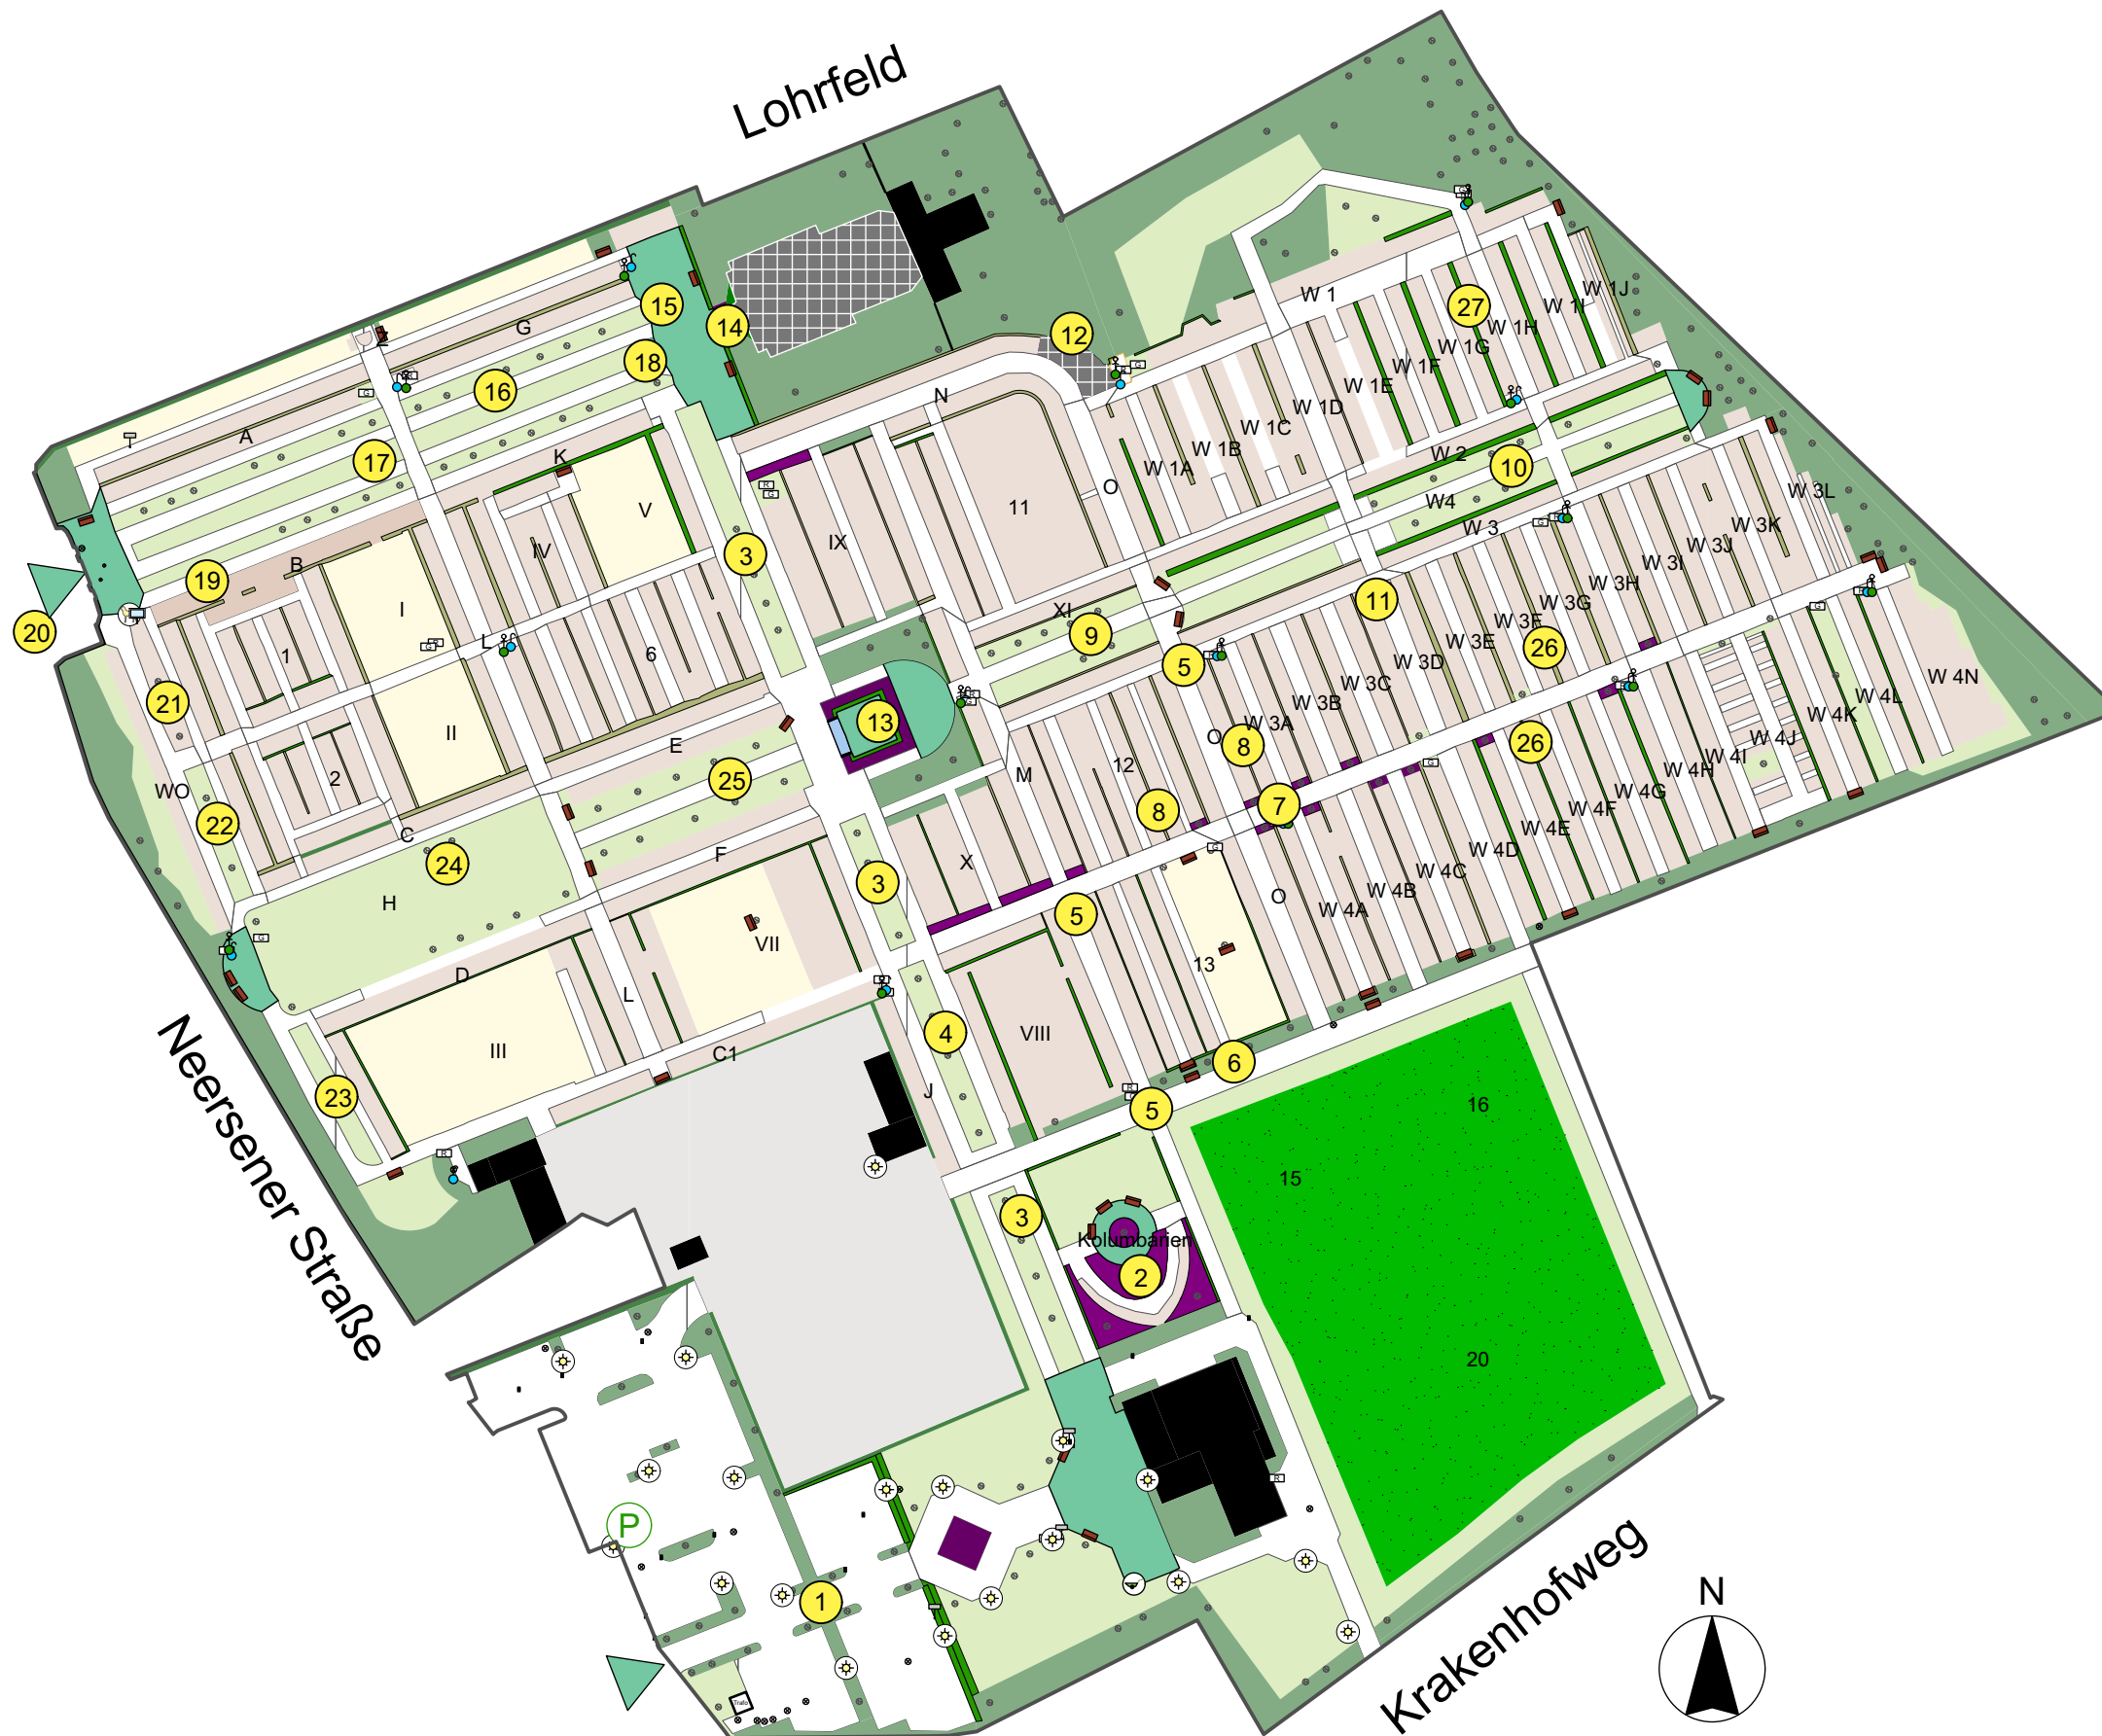 Lohrfeld
27
W 1J
W 1I
W 1
W 1H
15
14
G
12
W 1G
18
W 1F
16
W 1E
N
W 1D
W 1C
A
W 1B
K
W 2
17
W 1A
10
O
W 3L
W4
11
V
W 3K
W 3
IX
IV
3
W 3J
B
W 3I
19
W 3H
11
W 3G
I
XI
W 3F
20
9
L
W 3E
26
1
6
W 3D
5
W 4N
W 3C
21
W 3B
W 4L
13
W 3A
W 4K
II
O
8
26
W 4J
E
W 4I
12
M
2
25
W 4H
WO
W 4G
7
8
W 4F
22
W 4E
C
W 4D
F
24
X
W 4C
3
W 4B
O
H
W 4A
5
VII
13
D
L
4
VIII
III
C1
6
J
23
5
16
15
3
Kolumbarien
2
20
Neersener Straße
P
1
Trafo
Krakenhofweg
N